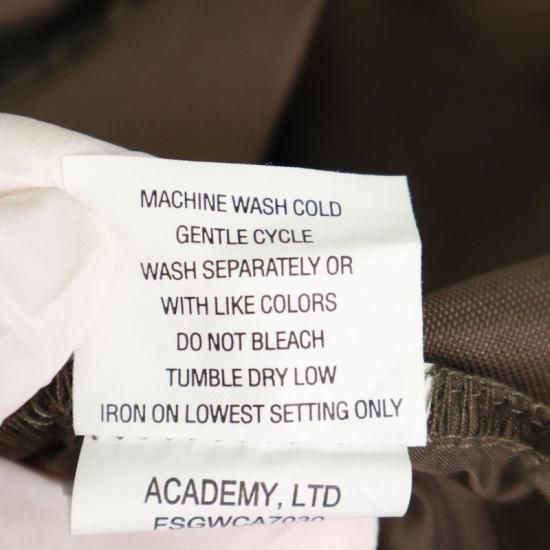 MACHINE WASH COLD
GENTLE CYCLE
WASH SEPARATELY OR
WITH LIKE COLORS
DO NOT BLEACH
TUMBLE DRY LOW
IRON ON LOWEST SETTING ONLY
ACADEMY, LTD